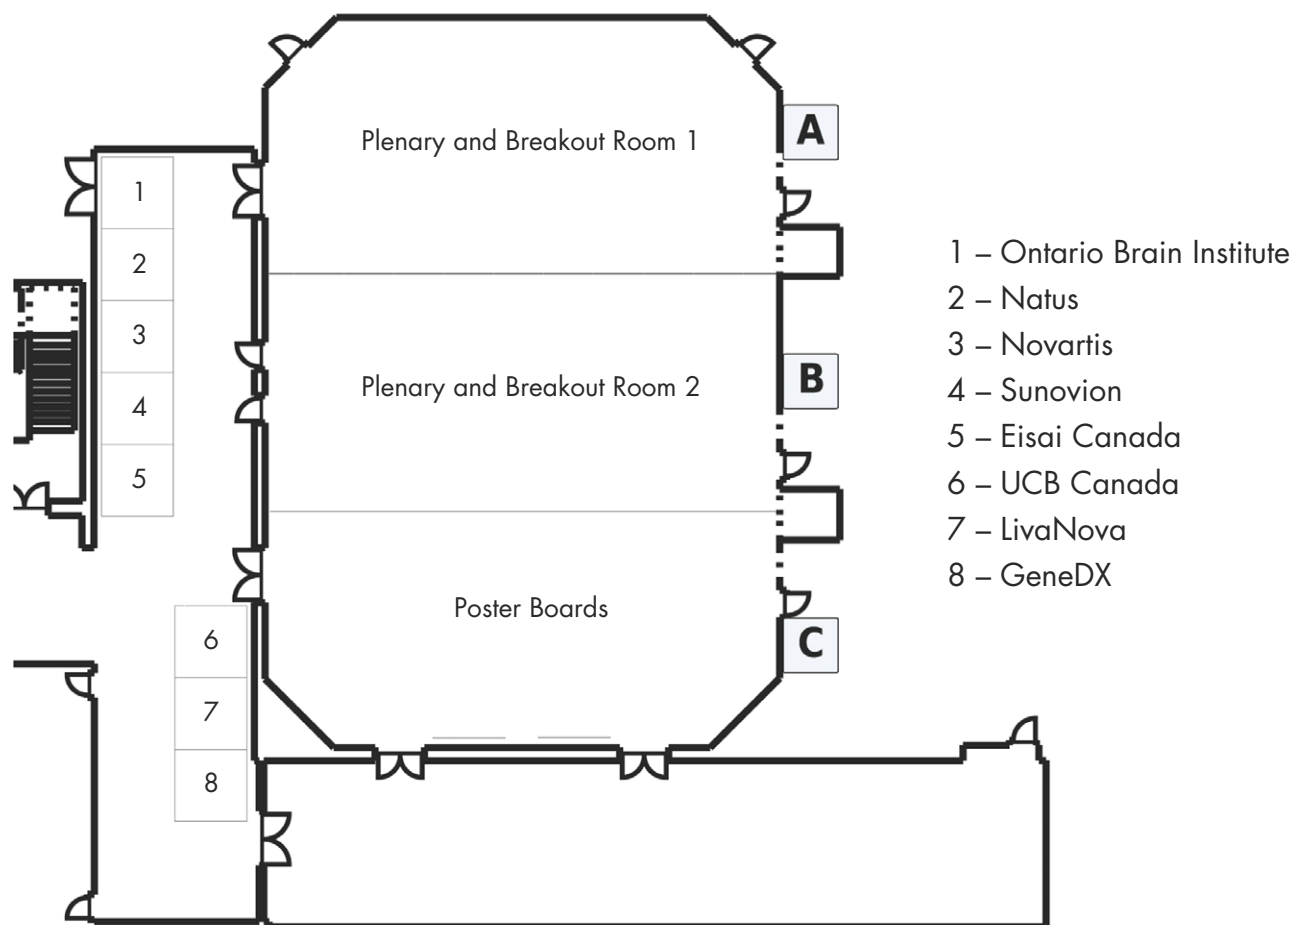 Plenary and Breakout Room 1
A
1
2
3
4
5
Plenary and Breakout Room 2
B
Poster Boards
C
6
7
8
1 – Ontario Brain Institute
2 – Natus
3 – Novartis
4 – Sunovion
5 – Eisai Canada
6 – UCB Canada
7 – LivaNova
8 – GeneDX